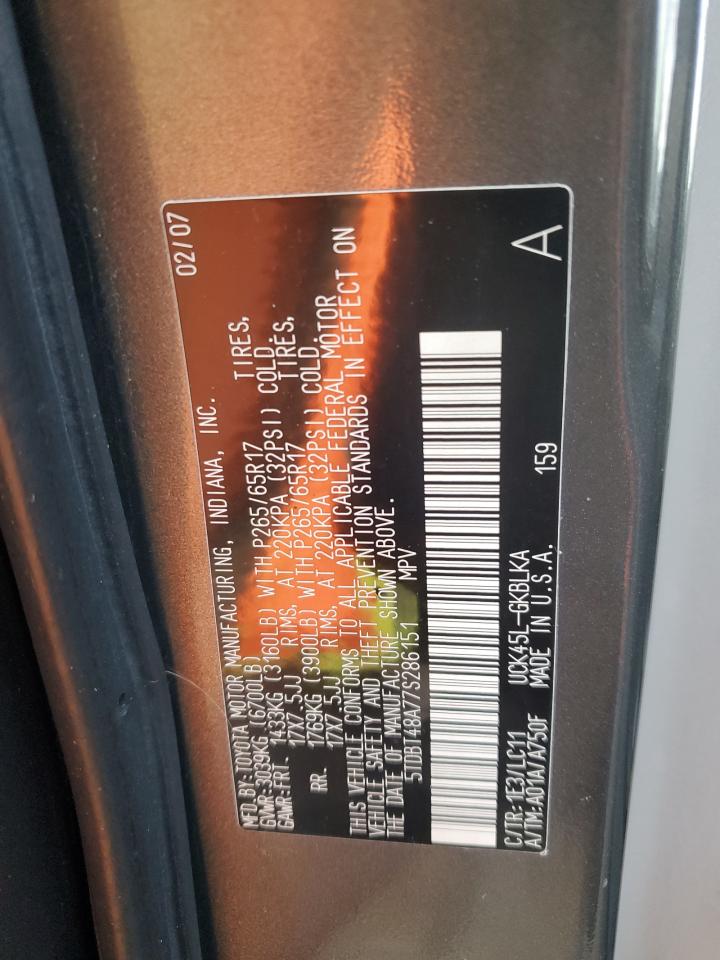 MFD BY:TOYOTA MOTOR MANUFACTURING, INDIANA, INC. 02/07
GVWR:3039KG (6700LB)
GAWR:FRT. 1433KG (3160LB) WITH P265/65R17 TIRES,
17X7.5JJ RIMS, AT 220KPA (32PSI) COLD.
RR. 1769KG (3900LB) WITH P265/65R17 TIRES,
17X7.5JJ RIMS, AT 220KPA (32PSI) COLD.
THIS VEHICLE CONFORMS TO ALL APPLICABLE FEDERAL MOTOR
VEHICLE SAFETY AND THEFT PREVENTION STANDARDS IN EFFECT ON
THE DATE OF MANUFACTURE SHOWN ABOVE.
5TDBT48A77S286151 MPV
C/TR:1E3/LC11 UCK45L-GKBLKA A
A/TM-A01A/A750F MADE IN U.S.A. 159